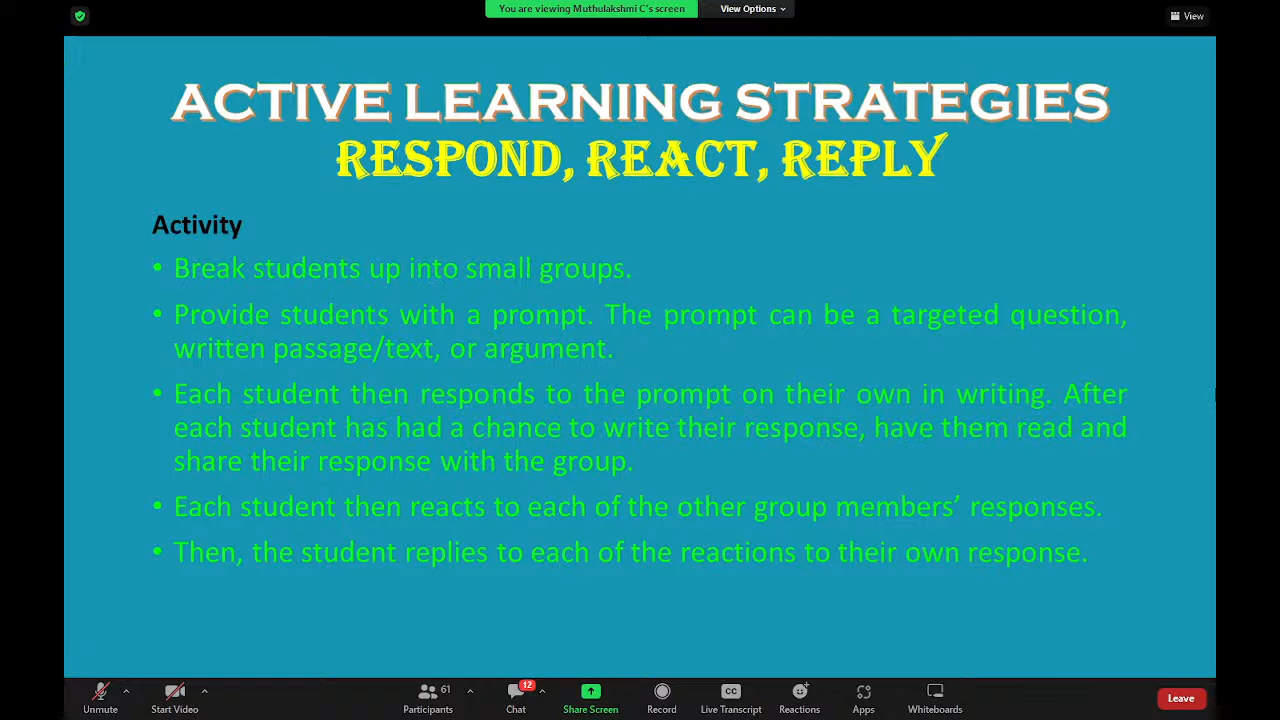 You are viewing Muthulakshmi C's screen
View Options
View
ACTIVE LEARNING STRATEGIES
RESPOND, REACT, REPLY
Activity
• Break students up into small groups.
• Provide students with a prompt. The prompt can be a targeted question,
written passage/text, or argument.
• Each student then responds to the prompt on their own in writing. After
each student has had a chance to write their response, have them read and
share their response with the group.
• Each student then reacts to each of the other group members’ responses.
• Then, the student replies to each of the reactions to their own response.
61
12
CC
Unmute
Start Video
Participants
Chat
Share Screen
Record
Live Transcript
Reactions
Apps
Whiteboards
Leave